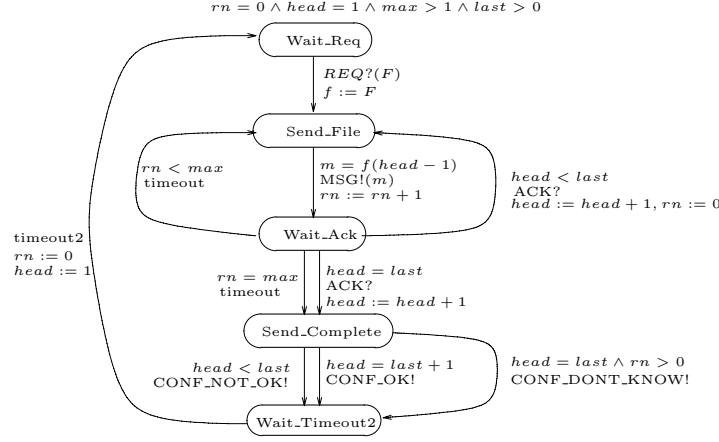 rn = 0 ∧ head = 1 ∧ max > 1 ∧ last > 0
Wait_Req
REQ?(F)
f := F
Send_File
rn < max
timeout
m = f(head − 1)
MSG!(m)
rn := rn + 1
head < last
ACK?
head := head + 1, rn := 0
Wait_Ack
timeout2
rn := 0
head := 1
rn = max
timeout
head = last
ACK?
head := head + 1
Send_Complete
head < last
CONF_NOT_OK!
head = last + 1
CONF_OK!
head = last ∧ rn > 0
CONF_DONT_KNOW!
Wait_Timeout2